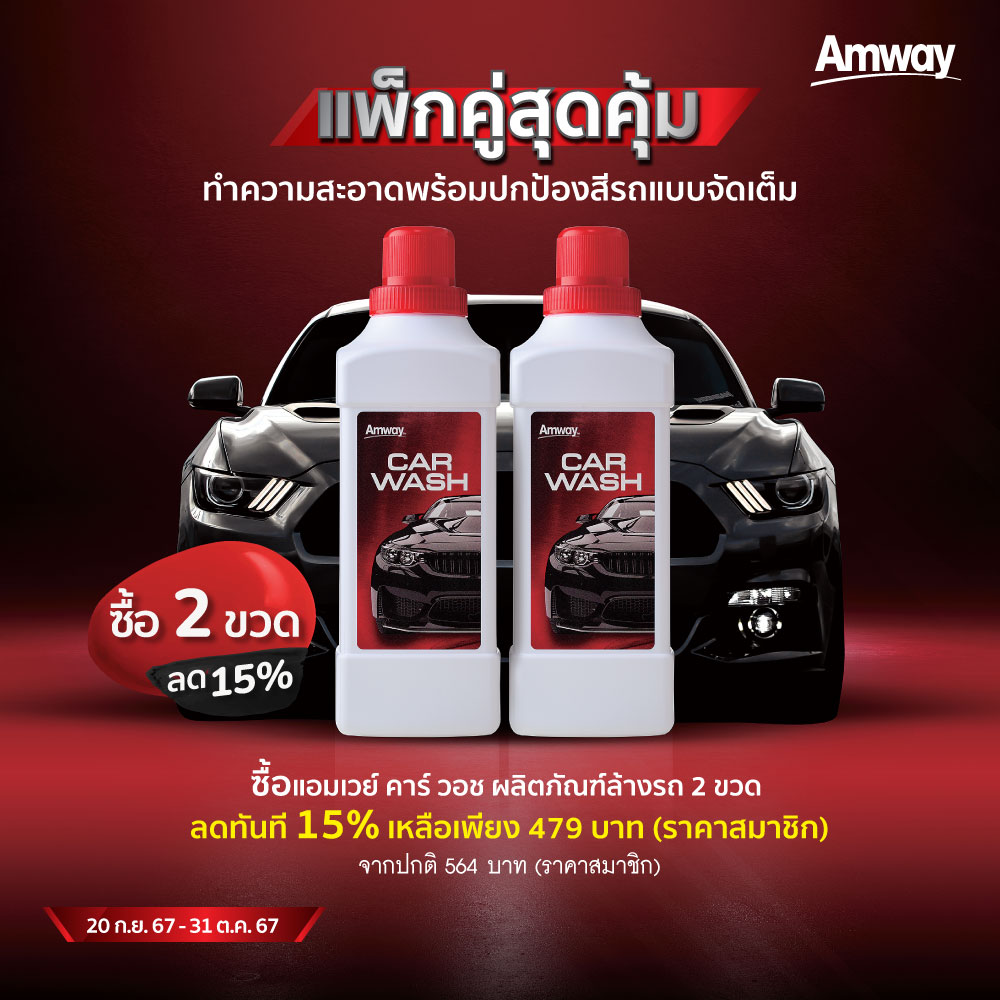 Amway
แพ็กคู่สุดคุ้ม
ทำความสะอาดพร้อมปกป้องสีรถแบบจัดเต็ม
Amway
CAR
WASH
Amway
CAR
WASH
ซื้อ 2 ขวด
ลด 15%
ซื้อแอมเวย์ คาร์ วอช ผลิตภัณฑ์ล้างรถ 2 ขวด
ลดทันที 15% เหลือเพียง 479 บาท (ราคาสมาชิก)
จากปกติ 564 บาท (ราคาสมาชิก)
20 ก.ย. 67 - 31 ต.ค. 67